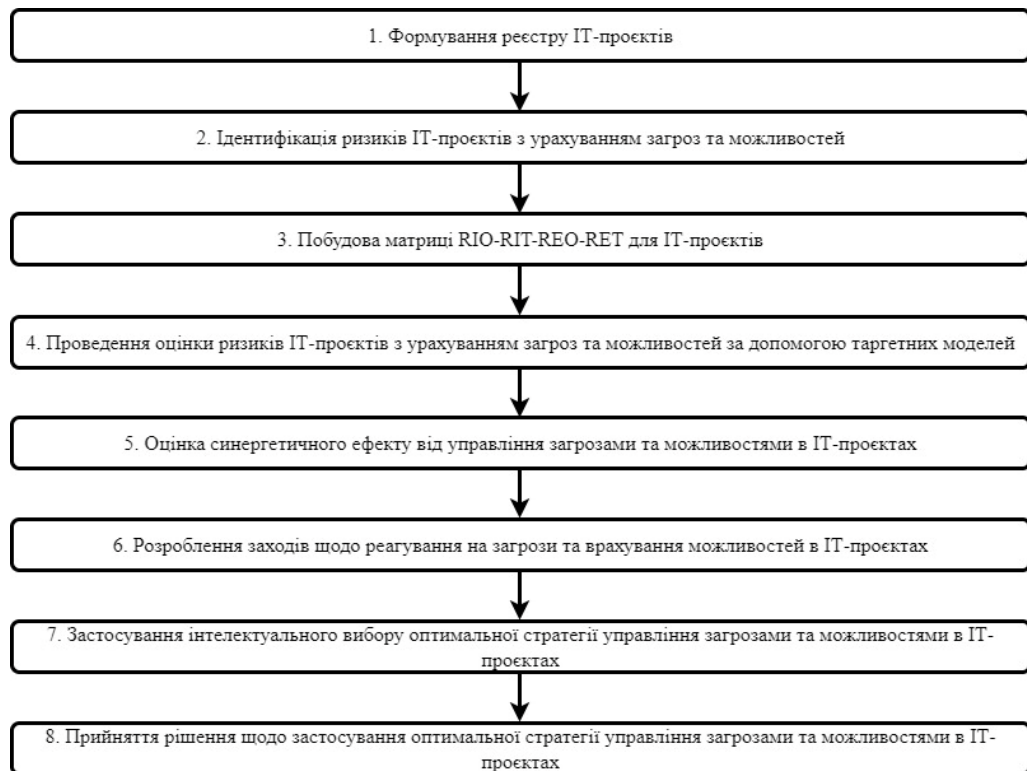 1. Формування реєстру ІТ-проєктів
2. Ідентифікація ризиків ІТ-проєктів з урахуванням загроз та можливостей
3. Побудова матриці RIO-RIT-REO-RET для ІТ-проєктів
4. Проведення оцінки ризиків ІТ-проєктів з урахуванням загроз та можливостей за допомогою таргетних моделей
5. Оцінка синергетичного ефекту від управління загрозами та можливостями в ІТ-проєктах
6. Розроблення заходів щодо реагування на загрози та врахування можливостей в ІТ-проєктах
7. Застосування інтелектуального вибору оптимальної стратегії управління загрозами та можливостями в ІТ-
проєктах
8. Прийняття рішення щодо застосування оптимальної стратегії управління загрозами та можливостями в ІТ-
проєктах